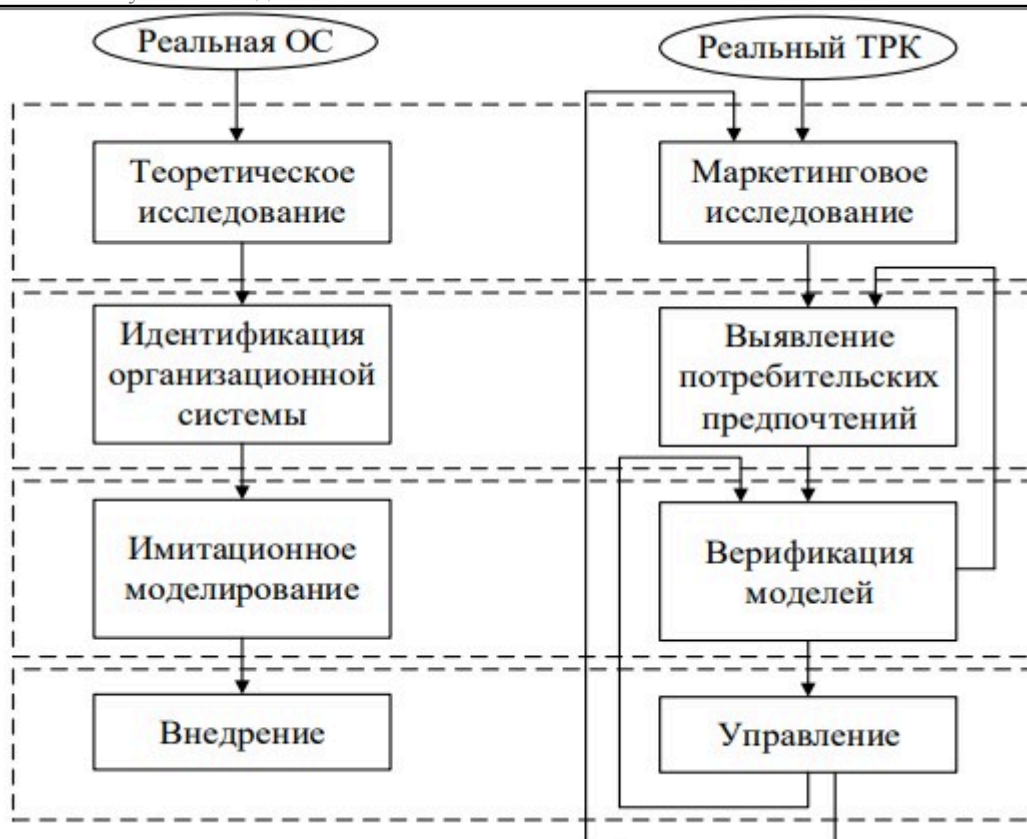 Реальная ОС
Реальный ТРК
Теоретическое
исследование
Маркетинговое
исследование
Идентификация
организационной
системы
Выявление
потребительских
предпочтений
Имитационное
моделирование
Верификация
моделей
Внедрение
Управление